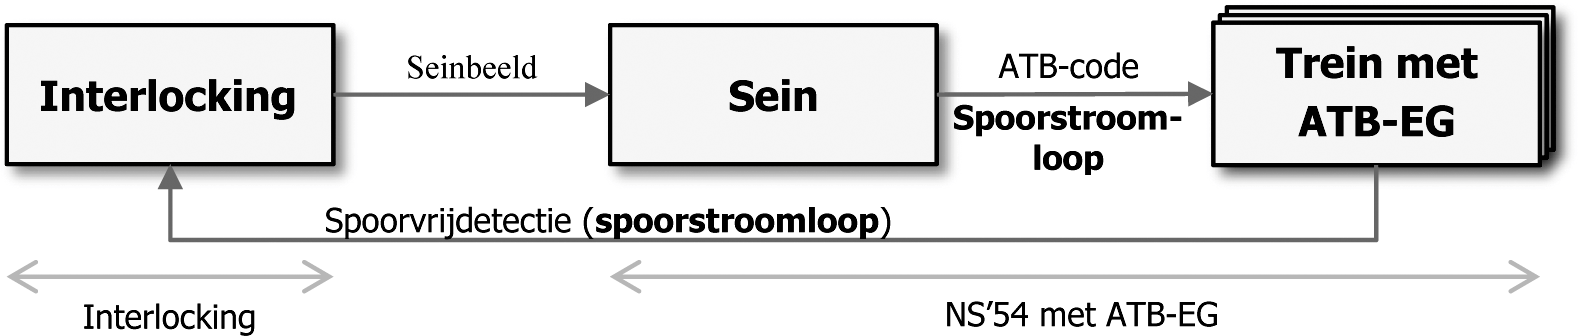 Interlocking
Seinbeeld
Sein
ATB-code
Spoorstroom-
loop
Trein met
ATB-EG
Spoorvrijdetectie (spoorstroomloop)
Interlocking
NS’54 met ATB-EG